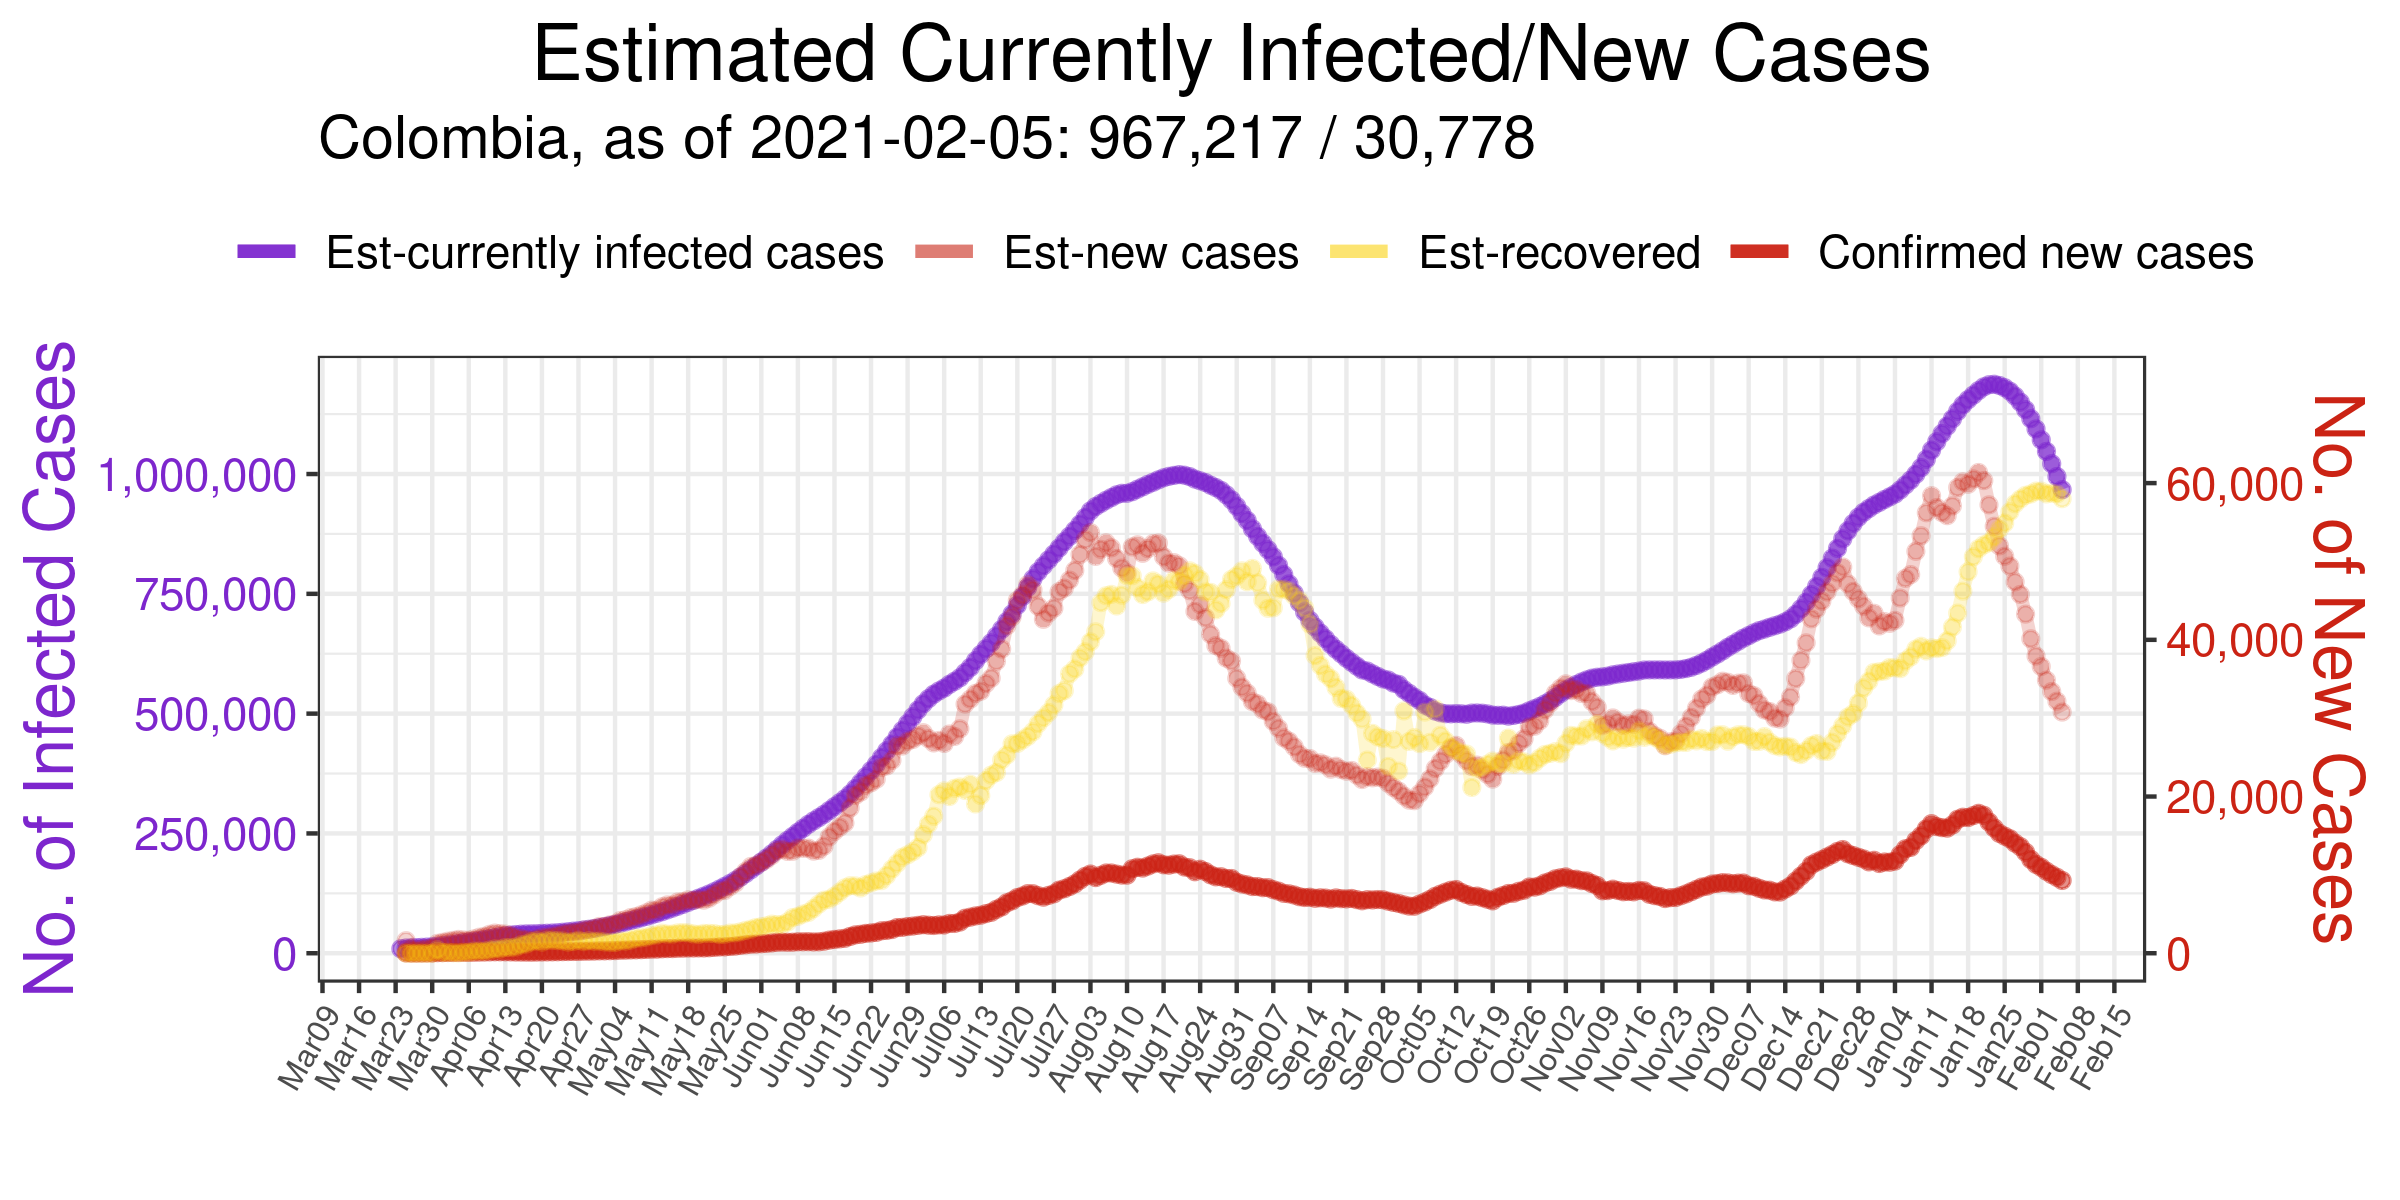 Estimated Currently Infected/New Cases
Colombia, as of 2021-02-05: 967,217 / 30,778
Est-currently infected cases Est-new cases Est-recovered Confirmed new cases
No. of Infected Cases
1,000,000
750,000
500,000
250,000
0
60,000
40,000
20,000
0
No. of New Cases
Mar09 Mar16 Mar23 Mar30 Apr06 Apr13 Apr20 Apr27 May04 May11 May18 May25 Jun01 Jun08 Jun15 Jun22 Jun29 Jul06 Jul13 Jul20 Jul27 Aug03 Aug10 Aug17 Aug24 Aug31 Sep07 Sep14 Sep21 Sep28 Oct05 Oct12 Oct19 Oct26 Nov02 Nov09 Nov16 Nov23 Nov30 Dec07 Dec14 Dec21 Dec28 Jan04 Jan11 Jan18 Jan25 Feb01 Feb08 Feb15